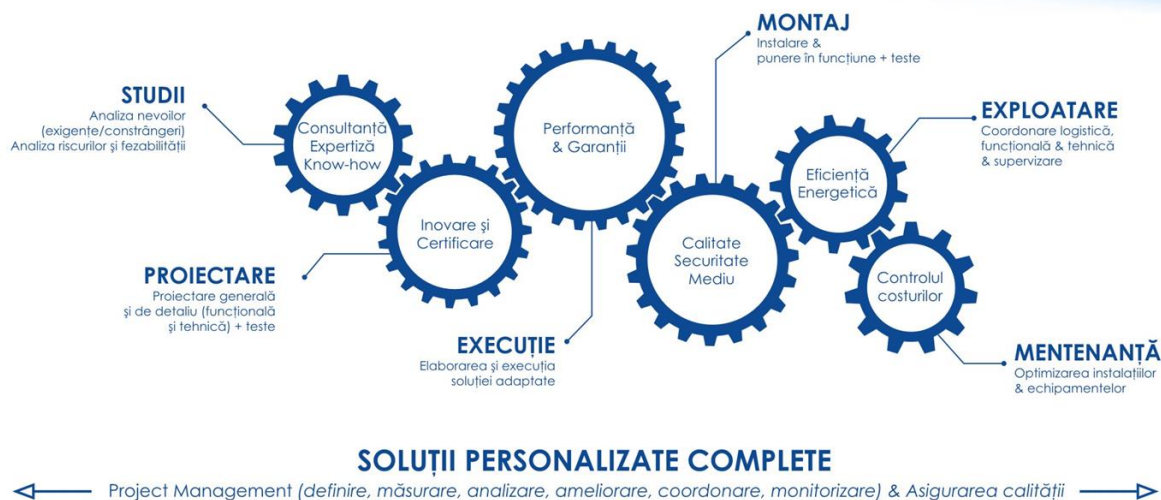 STUDII
Analiza nevoilor
(exigențe/constrângeri)
Analiza riscurilor și fezabilității
Consultanță
Expertiză
Know-how
PROIECTARE
Proiectare generală
și de detaliu (funcțională
și tehnică) + teste
Inovare și
Certificare
EXECUȚIE
Elaborarea și execuția
soluției adaptate
Performanță
& Garanții
MONTAJ
Instalare &
punere în funcțiune + teste
Calitate
Securitate
Mediu
EXPLOATARE
Coordonare logistică,
funcțională & tehnică
& supervizare
Eficiență
Energetică
MENTENANȚĂ
Optimizarea instalațiilor
& echipamentelor
Controlul
costurilor
SOLUȚII PERSONALIZATE COMPLETE
Project Management (definire, măsurare, analizare, ameliorare, coordonare, monitorizare) & Asigurarea calității